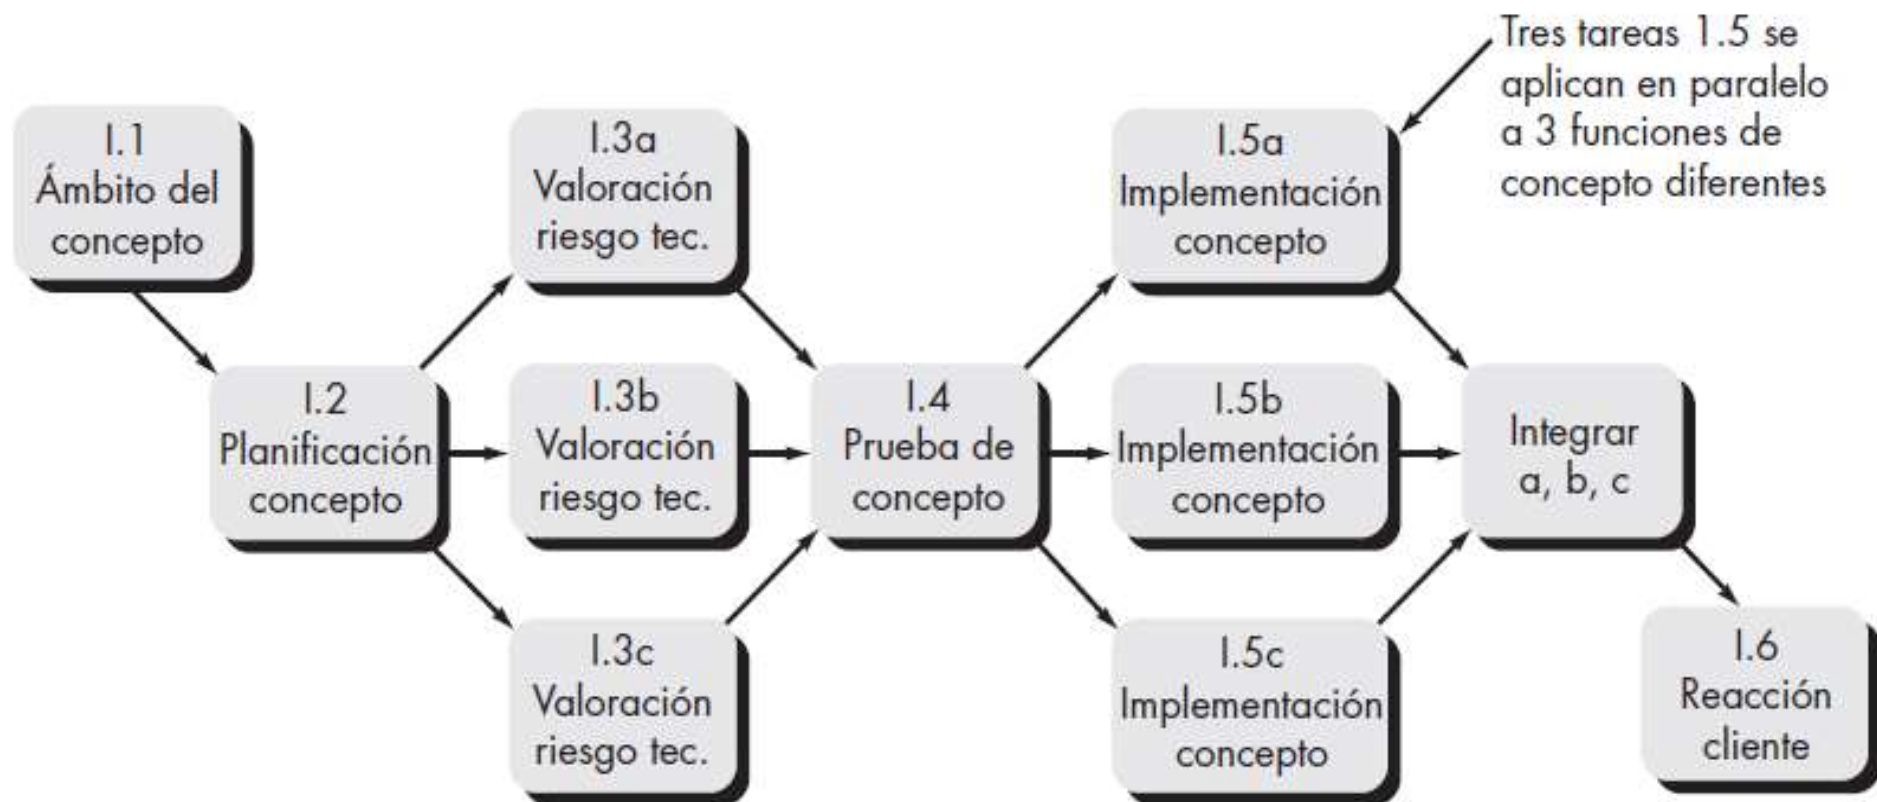 I.1
Ámbito del
concepto
I.2
Planificación
concepto
I.3a
Valoración
riesgo tec.
I.3b
Valoración
riesgo tec.
I.3c
Valoración
riesgo tec.
I.4
Prueba de
concepto
I.5a
Implementación
concepto
I.5b
Implementación
concepto
I.5c
Implementación
concepto
Tres tareas 1.5 se
aplican en paralelo
a 3 funciones de
concepto diferentes
Integrar
a, b, c
I.6
Reacción
cliente